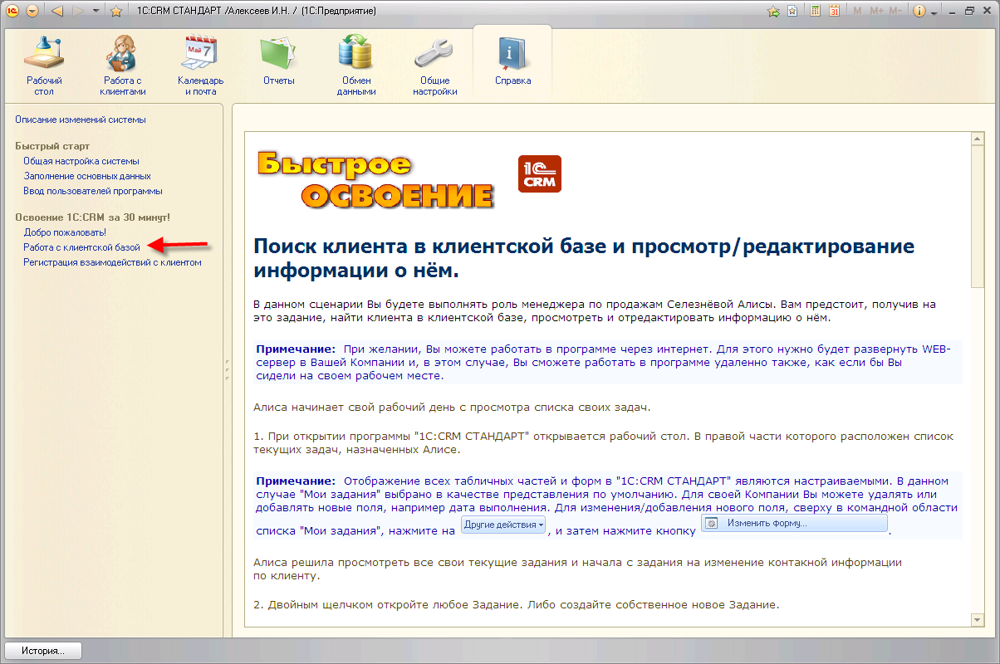 1С:CRM СТАНДАРТ /Алексеев И.Н. / (1С:Предприятие)
31 M M+ M-
Рабочий
стол
Работа с
клиентами
Май 7
Календарь
и почта
Отчеты
Обмен
данными
Общие
настройки
Справка
Описание изменений системы
Быстрый старт
Общая настройка системы
Заполнение основных данных
Ввод пользователей программы
Освоение 1С:CRM за 30 минут!
Добро пожаловать!
Работа с клиентской базой
Регистрация взаимодействий с клиентом
Быстрое
ОСВОЕНИЕ
1С
CRM
Поиск клиента в клиентской базе и просмотр/редактирование
информации о нём.
В данном сценарии Вы будете выполнять роль менеджера по продажам Селезнёвой Алисы. Вам предстоит, получив на
это задание, найти клиента в клиентской базе, просмотреть и отредактировать информацию о нём.
Примечание: При желании, Вы можете работать в программе через интернет. Для этого нужно будет развернуть WEB-
сервер в Вашей Компании и, в этом случае, Вы сможете работать в программе удаленно также, как если бы Вы
сидели на своем рабочем месте.
Алиса начинает свой рабочий день с просмотра списка своих задач.
1. При открытии программы "1С:CRM СТАНДАРТ" открывается рабочий стол. В правой части которого расположен список
текущих задач, назначенных Алисе.
Примечание: Отображение всех табличных частей и форм в "1С:CRM СТАНДАРТ" являются настраиваемыми. В данном
случае "Мои задания" выбрано в качестве представления по умолчанию. Для своей Компании Вы можете удалять или
добавлять новые поля, например дата выполнения. Для изменения/добавления нового поля, сверху в командной области
списка "Мои задания", нажмите на Другие действия , и затем нажмите кнопку Изменить форму... .
Алиса решила просмотреть все свои текущие задания и начала с задания на изменение контакной информации
по клиенту.
2. Двойным щелчком откройте любое Задание. Либо создайте собственное новое Задание.
История...